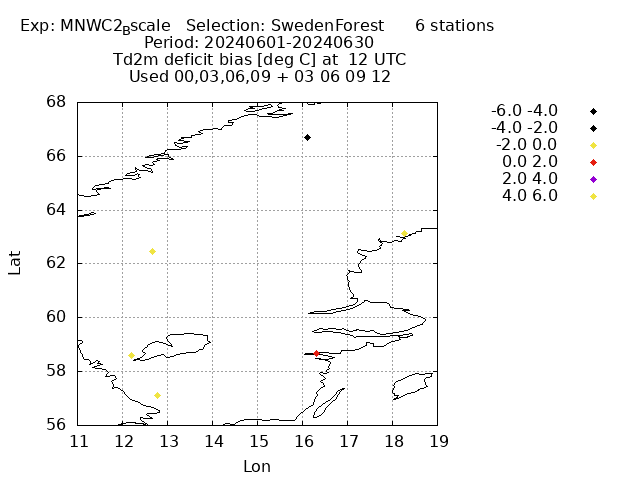 Exp: MNWC2_Bscale   Selection: SwedenForest      6 stations
Period: 20240601-20240630
Td2m deficit bias [deg C] at  12 UTC
Used 00,03,06,09 + 03 06 09 12
68
66
64
62
60
58
56
Lat
11 12 13 14 15 16 17 18 19
Lon
-6.0 -4.0
-4.0 -2.0
-2.0 0.0
0.0 2.0
2.0 4.0
4.0 6.0